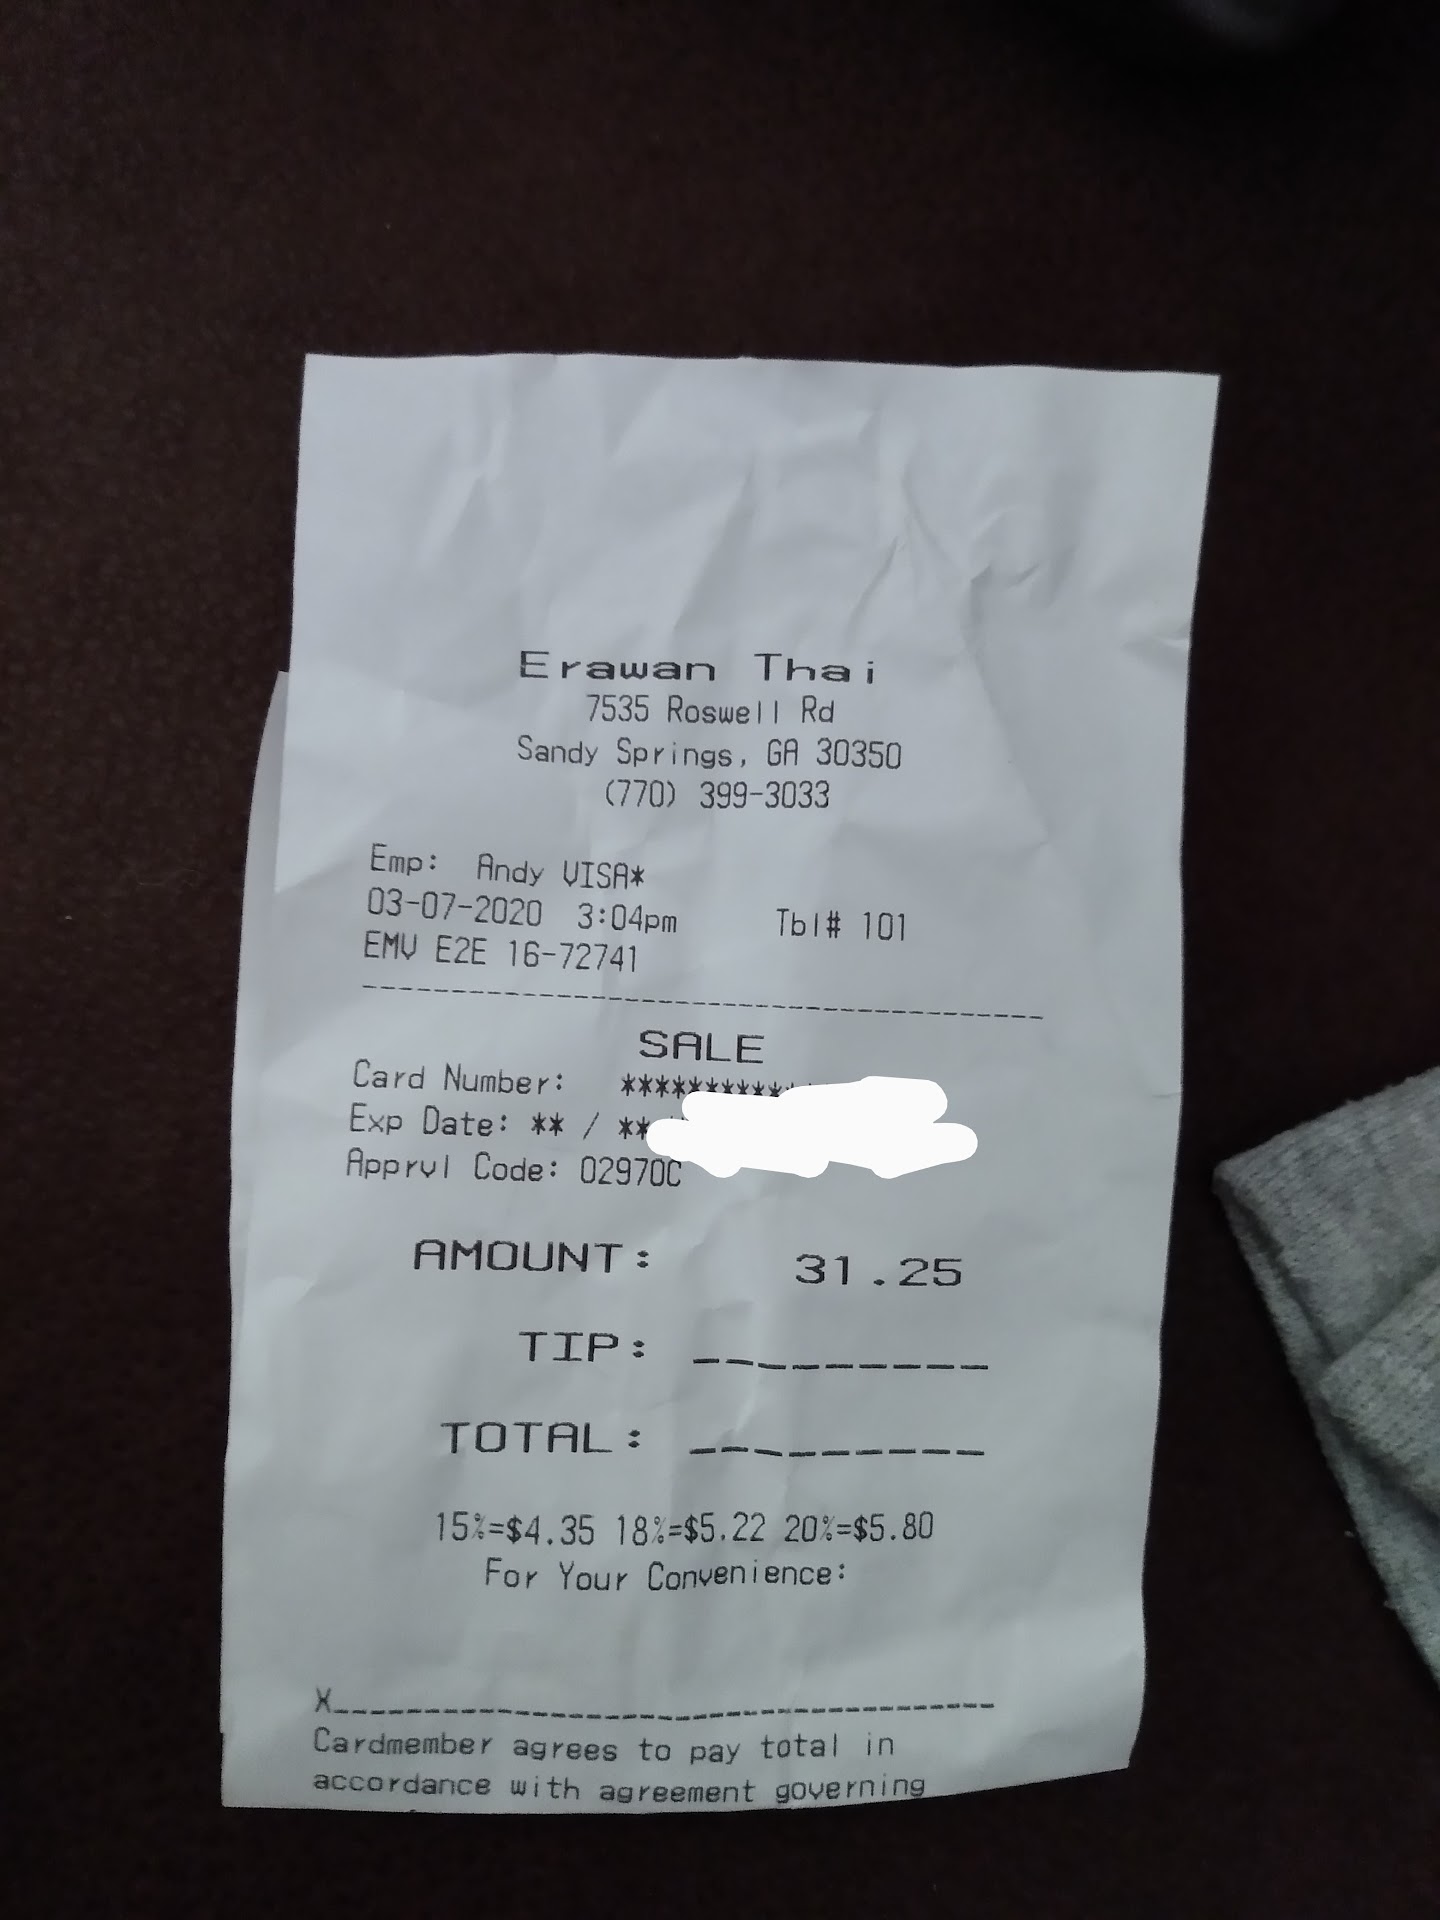 Erawan Thai
7535 Roswell Rd
Sandy Springs, GA 30350
(770) 399-3033
Emp: Andy VISA*
03-07-2020 3:04pm Tbl# 101
EMV E2E 16-72741
SALE
Card Number: **********
Exp Date: ** / **
Apprvl Code: 02970C
AMOUNT: 31.25
TIP: _________
TOTAL: _________
15%=$4.35 18%=$5.22 20%=$5.80
For Your Convenience:
X
Cardmember agrees to pay total in
accordance with agreement governing